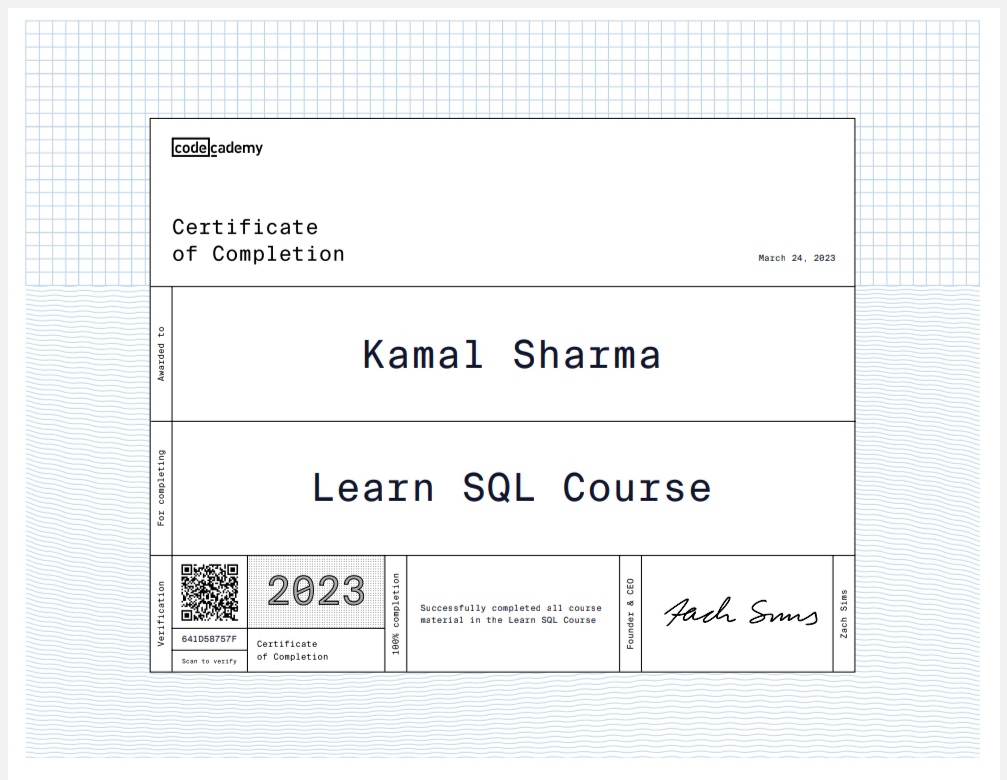 codecademy
Certificate
of Completion
March 24, 2023
Awarded to
Kamal Sharma
For completing
Learn SQL Course
Verification
641D58757F
Scan to verify
2023
Certificate
of Completion
100% completion
Successfully completed all course
material in the Learn SQL Course
Founder & CEO
Zach Sims
Zach Sims